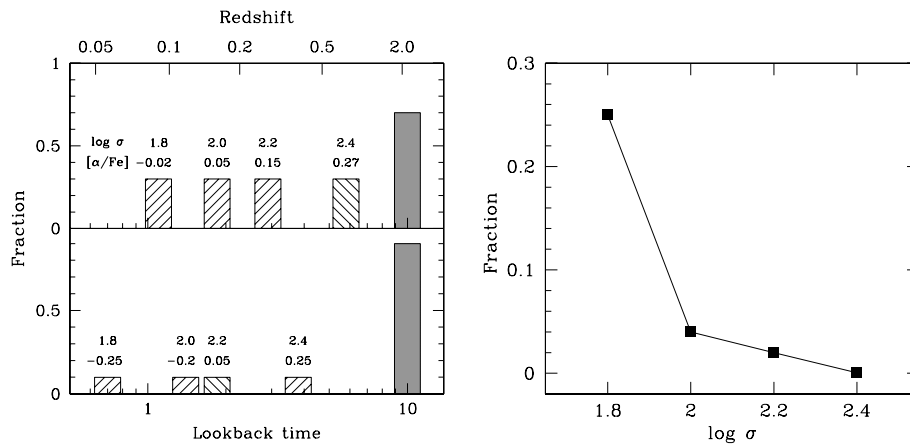 Redshift
0.05 0.1 0.2 0.5 2.0
1
0.5
0
log σ 1.8 2.0 2.2 2.4
[α/Fe] −0.02 0.05 0.15 0.27
Fraction
0.5
0
1.8 2.0 2.2 2.4
−0.25 −0.2 0.05 0.25
1 10
Lookback time
0.3
0.2
0.1
0
Fraction
1.8 2 2.2 2.4
log σ